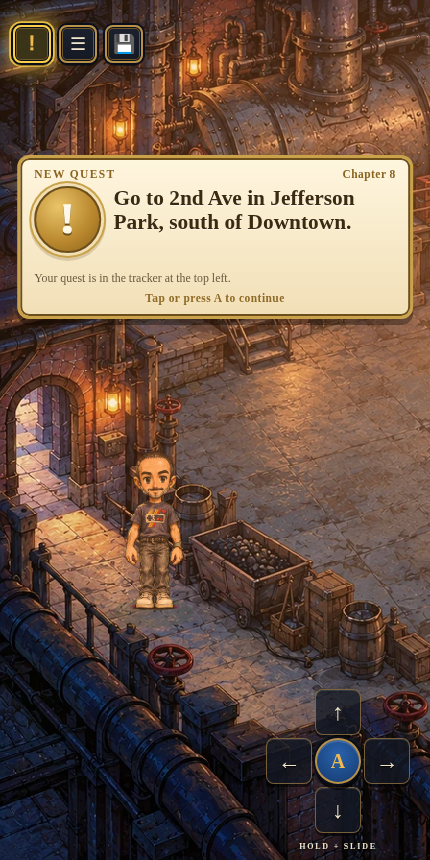 !
☰
NEW QUEST
Chapter 8
!
Go to 2nd Ave in Jefferson
Park, south of Downtown.
Your quest is in the tracker at the top left.
Tap or press A to continue
↑
← A →
↓
HOLD + SLIDE